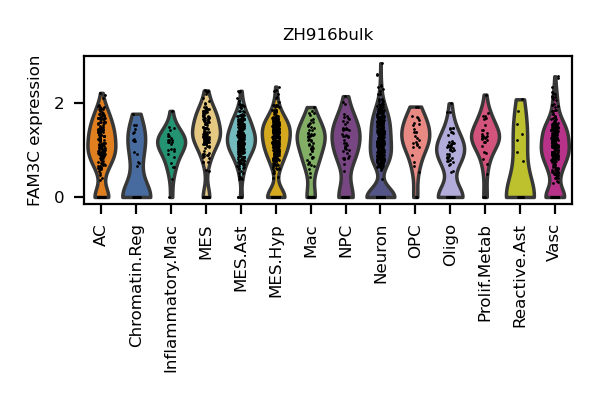 ZH916bulk
FAM3C expression
2
0
AC
Chromatin.Reg
Inflammatory.Mac
MES
MES.Ast
MES.Hyp
Mac
NPC
Neuron
OPC
Oligo
Prolif.Metab
Reactive.Ast
Vasc